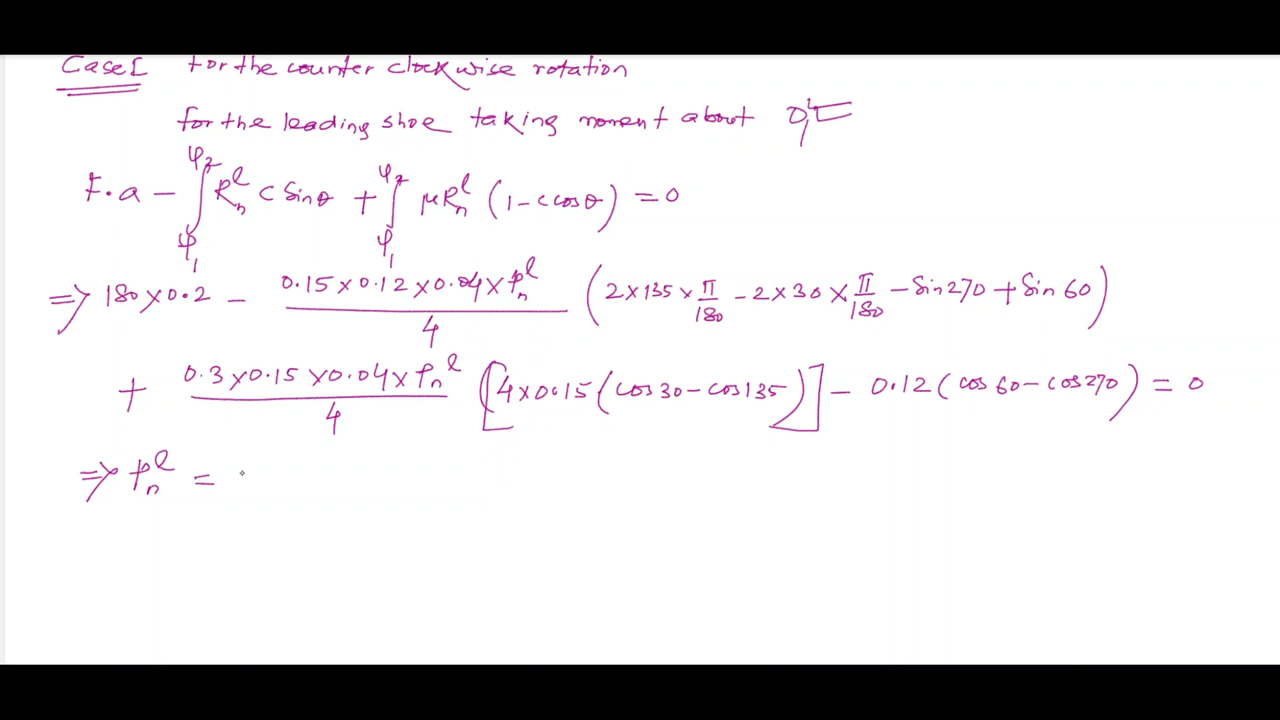 Case I for the counter clockwise rotation
for the leading shoe taking moment about O₁^L
F·a − ∫_{φ₁}^{φ₂} Rₙˡ c Sinθ + ∫_{φ₁}^{φ₂} μRₙˡ (1−c cosθ) = 0
⇒ 180×0.2 − (0.15×0.12×0.04×pₙˡ)/4 (2×135×π/180 − 2×30×π/180 − Sin270 + Sin60)
+ (0.3×0.15×0.04×pₙˡ)/4 [4×0.15(cos30−cos135)] − 0.12(cos60−cos270) = 0
⇒ pₙˡ =